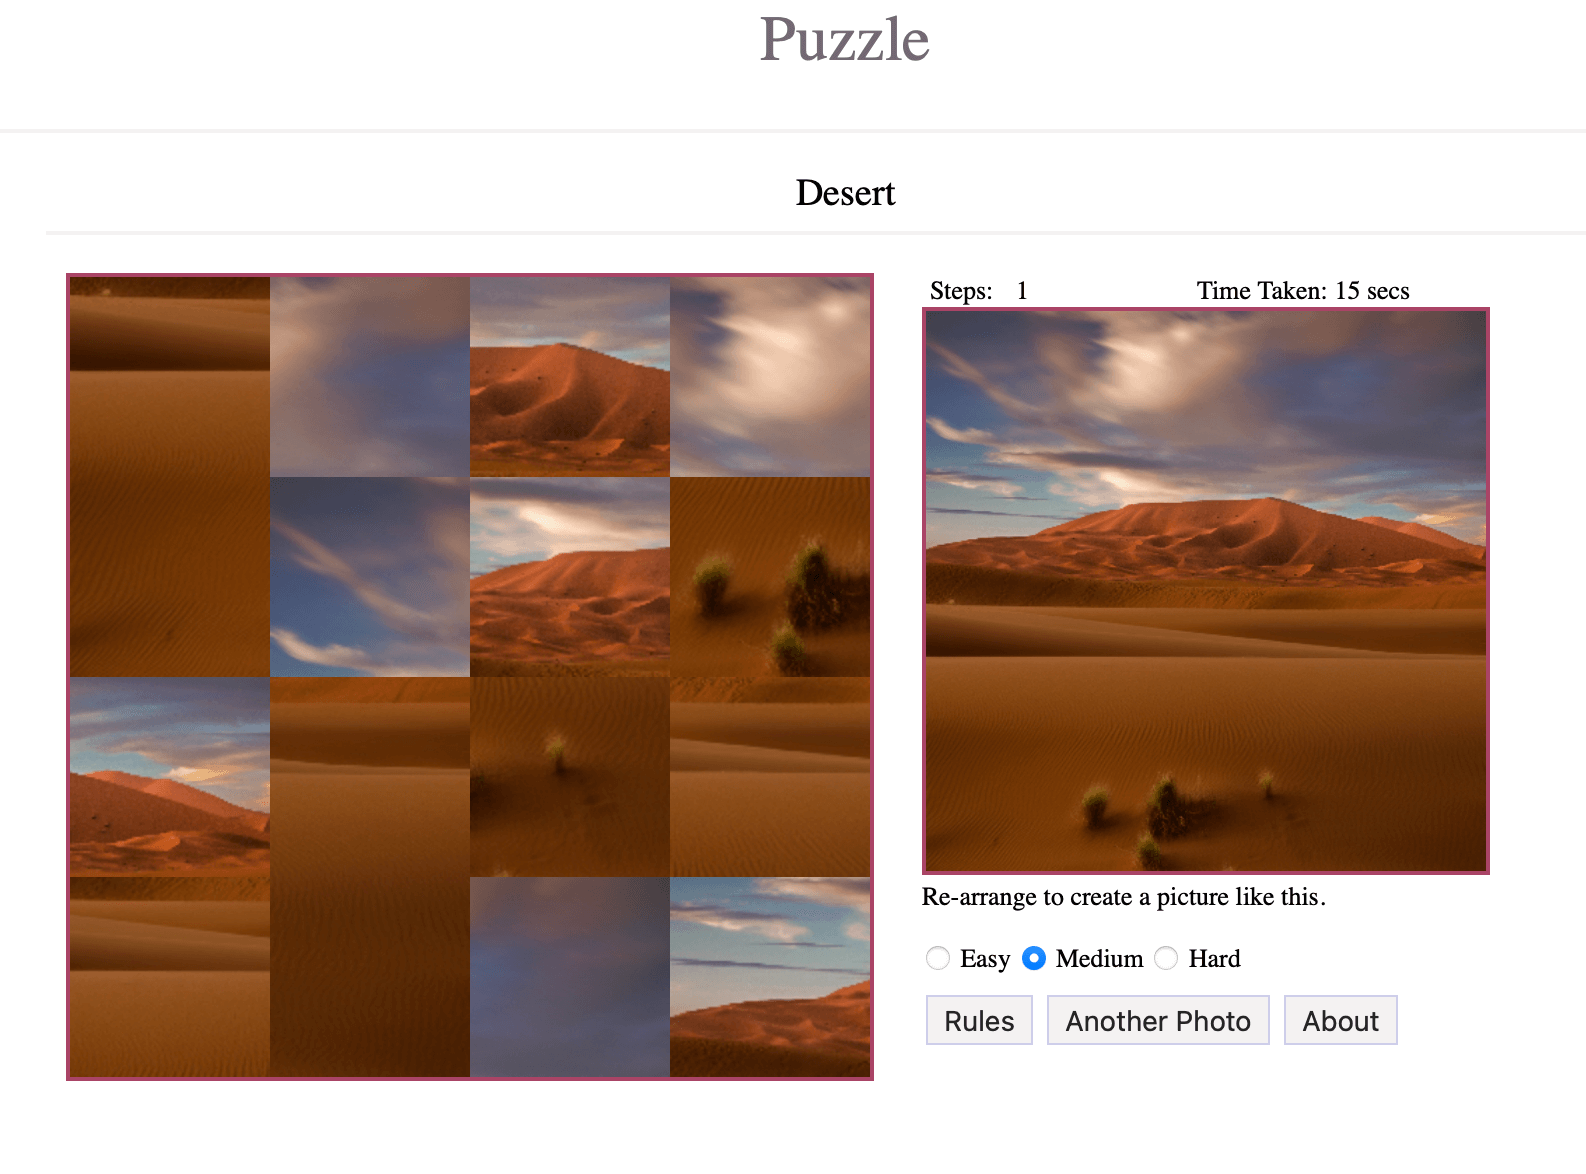 Puzzle
Desert
Steps: 1 Time Taken: 15 secs
Re-arrange to create a picture like this.
Easy Medium Hard
Rules Another Photo About